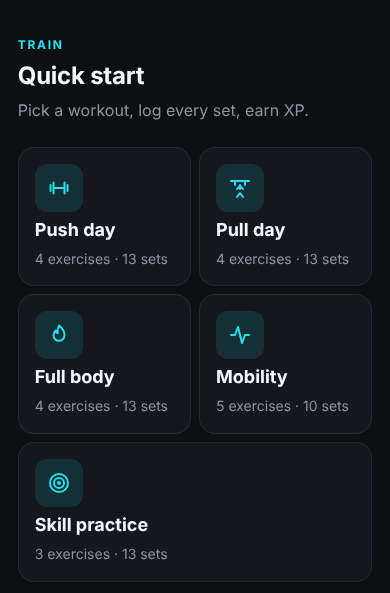 TRAIN
Quick start
Pick a workout, log every set, earn XP.
Push day
4 exercises · 13 sets
Pull day
4 exercises · 13 sets
Full body
4 exercises · 13 sets
Mobility
5 exercises · 10 sets
Skill practice
3 exercises · 13 sets